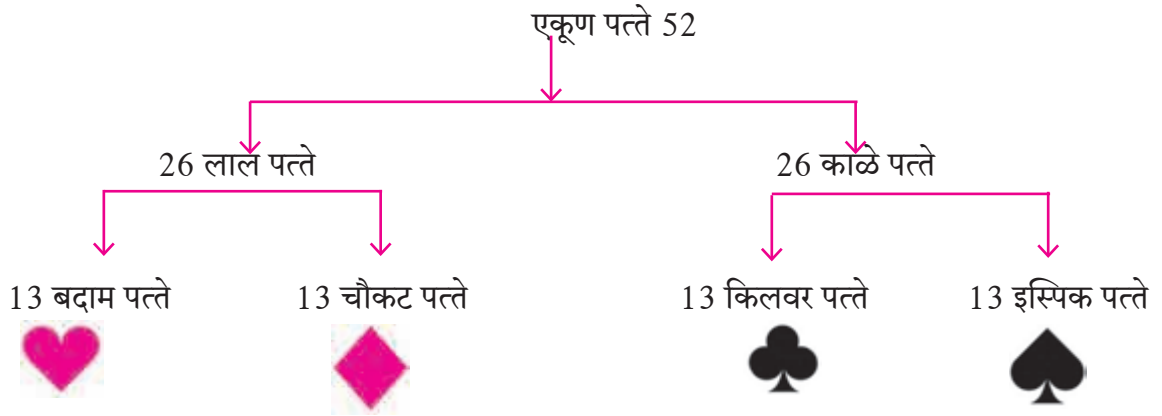 एकूण पत्ते 52
26 लाल पत्ते 26 काळे पत्ते
13 बदाम पत्ते 13 चौकट पत्ते 13 किलवर पत्ते 13 इस्पिक पत्ते